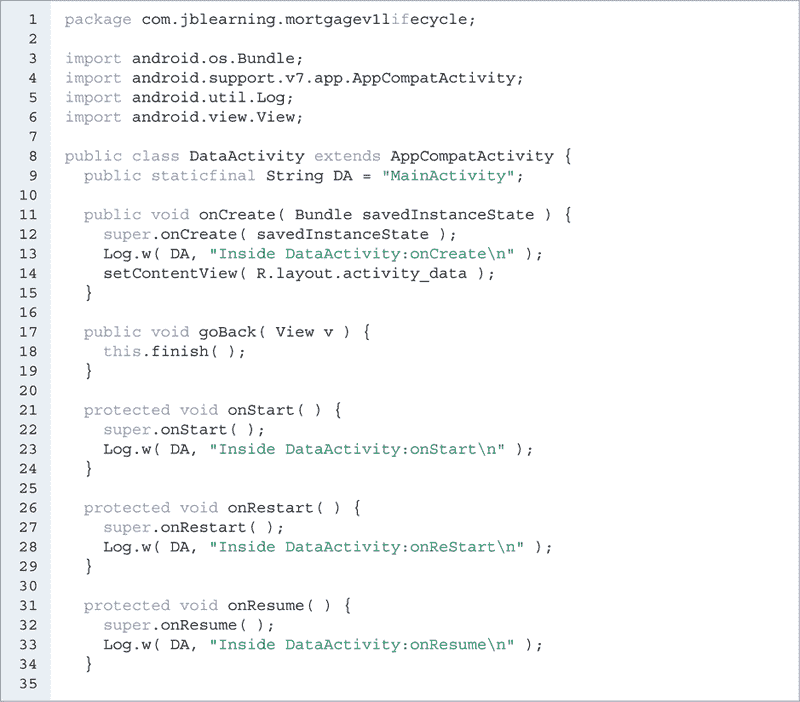 1 package com.jblearning.mortgagev1lifecycle;
2
3 import android.os.Bundle;
4 import android.support.v7.app.AppCompatActivity;
5 import android.util.Log;
6 import android.view.View;
7
8 public class DataActivity extends AppCompatActivity {
9   public staticfinal String DA = "MainActivity";
10
11   public void onCreate( Bundle savedInstanceState ) {
12     super.onCreate( savedInstanceState );
13     Log.w( DA, "Inside DataActivity:onCreate\n" );
14     setContentView( R.layout.activity_data );
15   }
16
17   public void goBack( View v ) {
18     this.finish( );
19   }
20
21   protected void onStart( ) {
22     super.onStart( );
23     Log.w( DA, "Inside DataActivity:onStart\n" );
24   }
25
26   protected void onRestart( ) {
27     super.onRestart( );
28     Log.w( DA, "Inside DataActivity:onReStart\n" );
29   }
30
31   protected void onResume( ) {
32     super.onResume( );
33     Log.w( DA, "Inside DataActivity:onResume\n" );
34   }
35